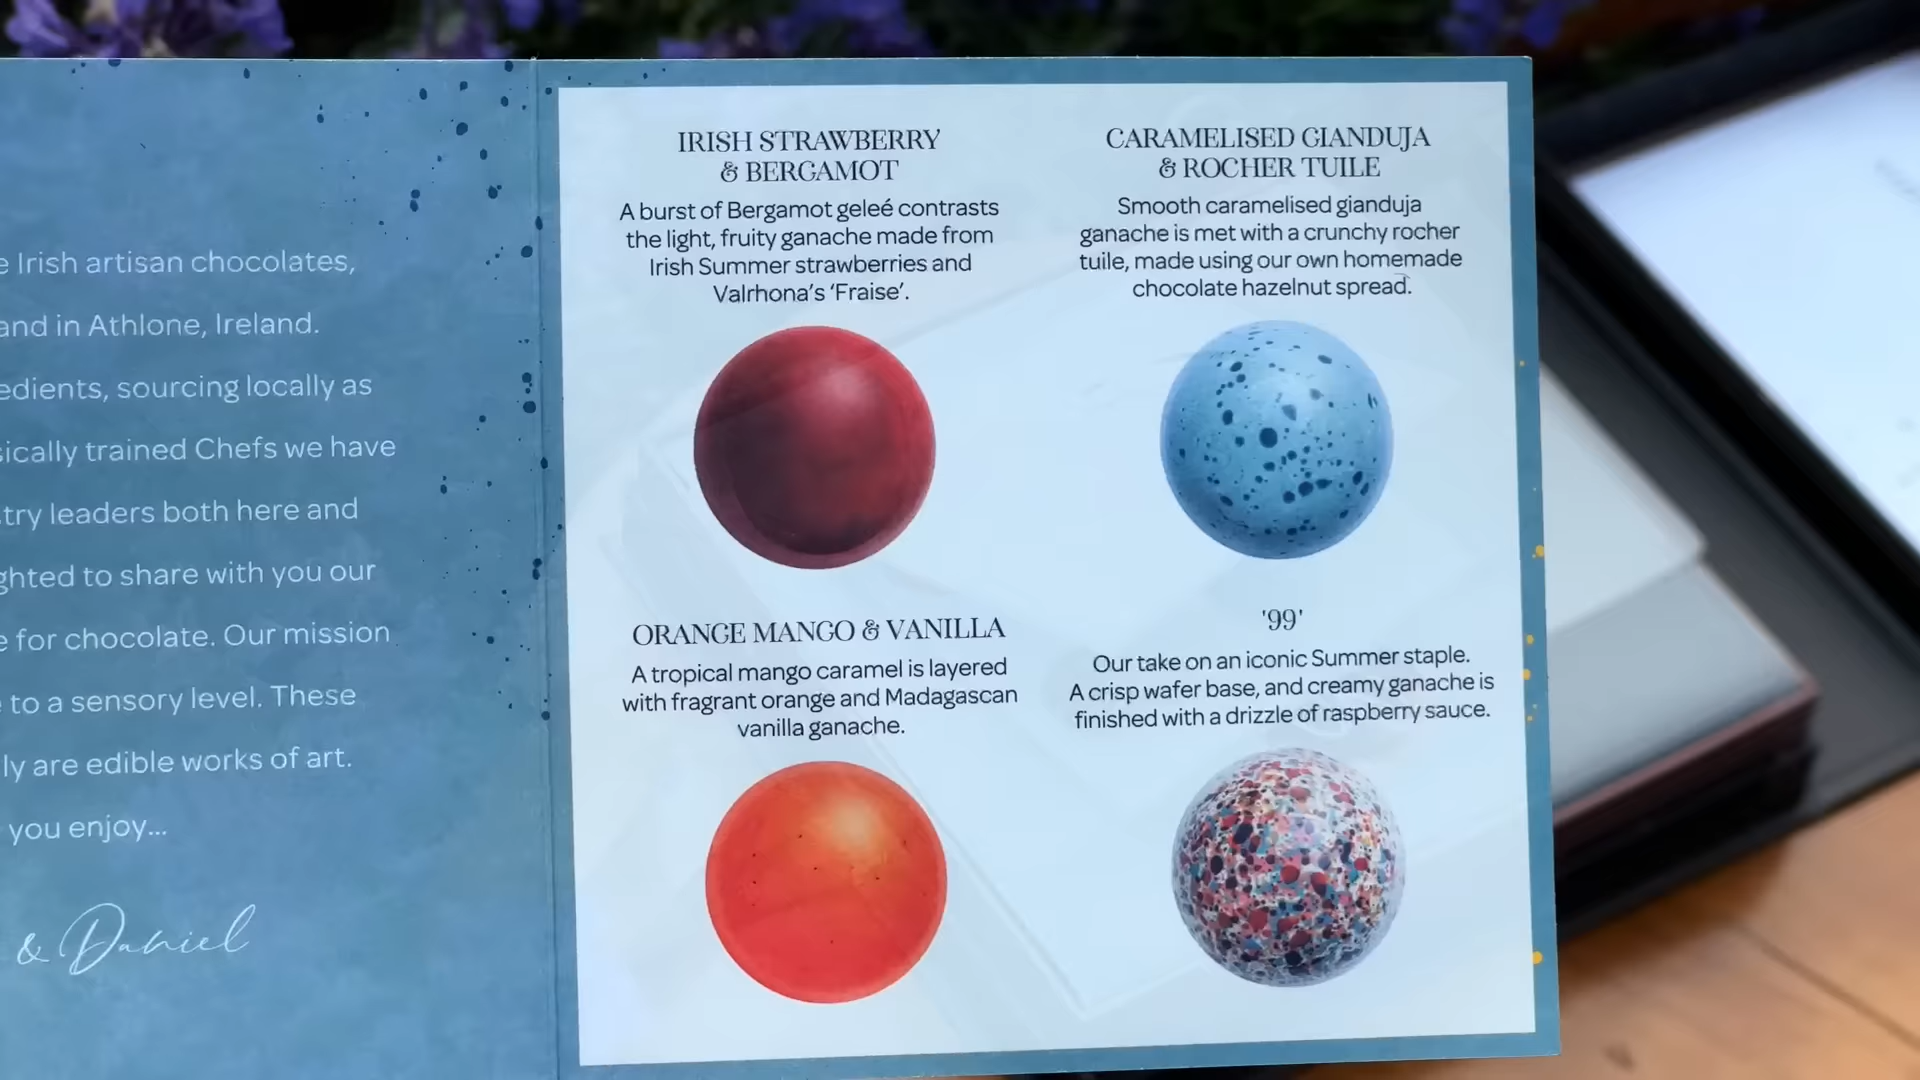 e Irish artisan chocolates,
and in Athlone, Ireland.
edients, sourcing locally as
sically trained Chefs we have
stry leaders both here and
ghted to share with you our
e for chocolate. Our mission
to a sensory level. These
ly are edible works of art.
you enjoy...
& Daniel
IRISH STRAWBERRY
& BERGAMOT
A burst of Bergamot geleé contrasts
the light, fruity ganache made from
Irish Summer strawberries and
Valrhona's 'Fraise'.
CARAMELISED GIANDUJA
& ROCHER TUILE
Smooth caramelised gianduja
ganache is met with a crunchy rocher
tuile, made using our own homemade
chocolate hazelnut spread.
ORANGE MANGO & VANILLA
A tropical mango caramel is layered
with fragrant orange and Madagascan
vanilla ganache.
'99'
Our take on an iconic Summer staple.
A crisp wafer base, and creamy ganache is
finished with a drizzle of raspberry sauce.